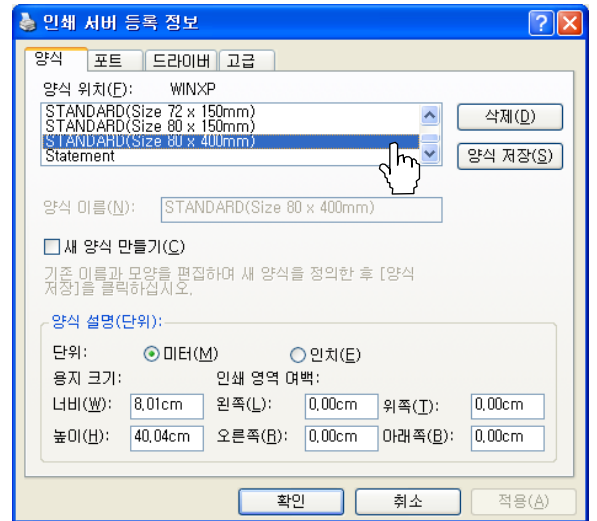 인쇄 서버 등록 정보
양식 포트 드라이버 고급
양식 위치(F): WINXP
STANDARD(Size 72 x 150mm)
STANDARD(Size 80 x 150mm)
STANDARD(Size 80 x 400mm)
Statement
삭제(D)
양식 저장(S)
양식 이름(N): STANDARD(Size 80 x 400mm)
새 양식 만들기(C)
기존 이름과 모양을 편집하여 새 양식을 정의한 후 [양식
저장]을 클릭하십시오.
양식 설명(단위):
단위: 미터(M) 인치(E)
용지 크기: 인쇄 영역 여백:
너비(W): 8,01cm 왼쪽(L): 0,00cm 위쪽(T): 0,00cm
높이(H): 40,04cm 오른쪽(R): 0,00cm 아래쪽(B): 0,00cm
확인 취소 적용(A)